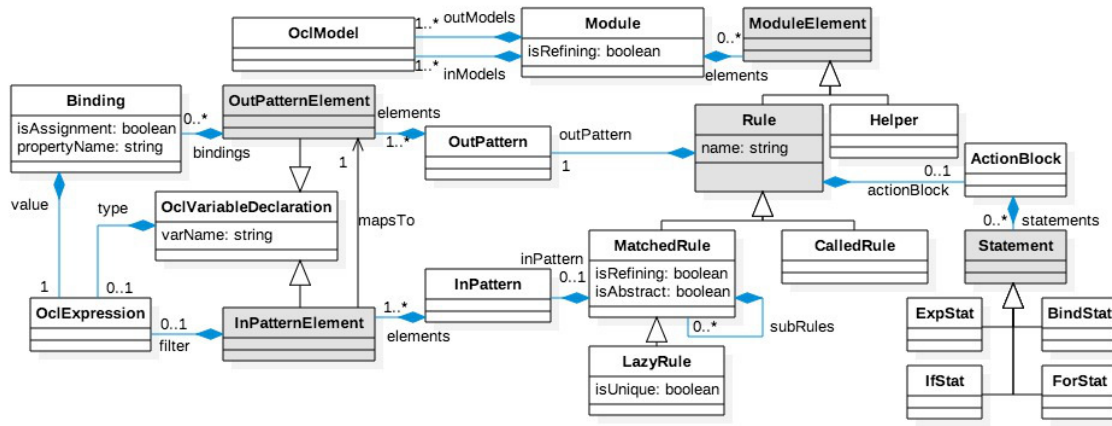 OclModel
1..*
outModels
1..*
inModels
Module
isRefining: boolean
0..*
elements
ModuleElement
Binding
isAssignment: boolean
propertyName: string
0..*
bindings
OutPatternElement
elements
1..*
OutPattern
outPattern
1
Rule
name: string
Helper
0..1
actionBlock
ActionBlock
value
type
OclVariableDeclaration
varName: string
1
mapsTo
0..*
statements
Statement
MatchedRule
isRefining: boolean
isAbstract: boolean
CalledRule
inPattern
0..1
InPattern
1
0..1
OclExpression
0..1
filter
InPatternElement
1..*
elements
0..*
subRules
LazyRule
isUnique: boolean
ExpStat
BindStat
IfStat
ForStat